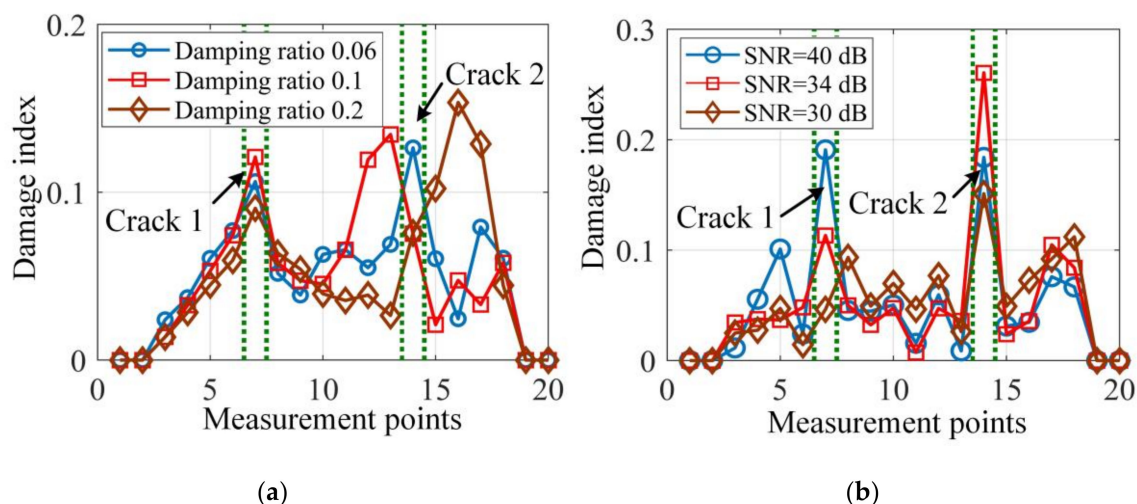 0.2
Damping ratio 0.06
Damping ratio 0.1
Damping ratio 0.2
Crack 2
Damage index
0.1
Crack 1
0
0 5 10 15 20
Measurement points
(a)
0.3
SNR=40 dB
SNR=34 dB
SNR=30 dB
Damage index
0.2
Crack 1
Crack 2
0.1
0
0 5 10 15 20
Measurement points
(b)